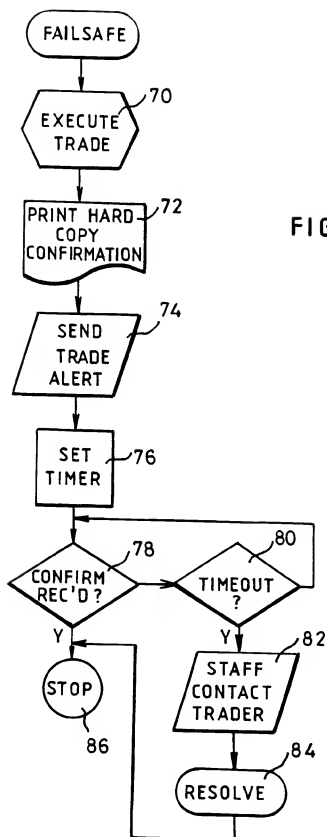 FAILSAFE
70
EXECUTE
TRADE
72
PRINT HARD
COPY
CONFIRMATION
FIG
74
SEND
TRADE
ALERT
76
SET
TIMER
78
CONFIRM
REC'D?
Y
80
TIMEOUT
?
Y
82
STAFF
CONTACT
TRADER
STOP
86
84
RESOLVE